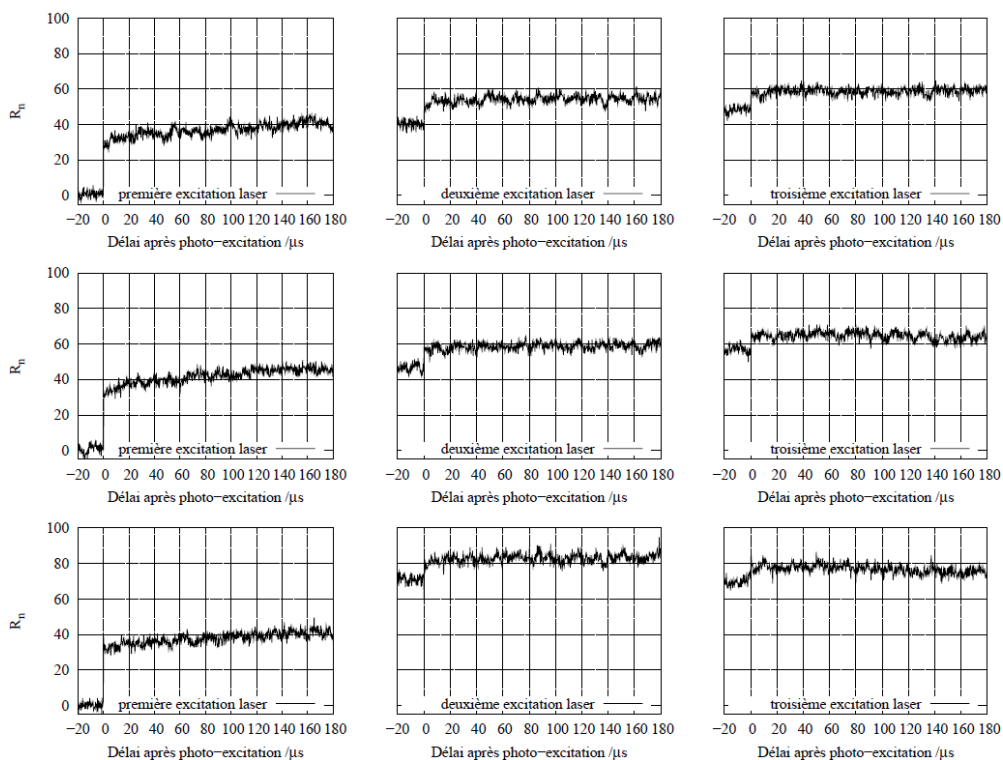 100
80
60
40
20
0
R_n
première excitation laser
deuxième excitation laser
troisième excitation laser
−20 0 20 40 60 80 100 120 140 160 180
−20 0 20 40 60 80 100 120 140 160 180
−20 0 20 40 60 80 100 120 140 160 180
Délai après photo−excitation /µs
Délai après photo−excitation /µs
Délai après photo−excitation /µs
100
80
60
40
20
0
R_n
première excitation laser
deuxième excitation laser
troisième excitation laser
−20 0 20 40 60 80 100 120 140 160 180
−20 0 20 40 60 80 100 120 140 160 180
−20 0 20 40 60 80 100 120 140 160 180
Délai après photo−excitation /µs
Délai après photo−excitation /µs
Délai après photo−excitation /µs
100
80
60
40
20
0
R_n
première excitation laser
deuxième excitation laser
troisième excitation laser
−20 0 20 40 60 80 100 120 140 160 180
−20 0 20 40 60 80 100 120 140 160 180
−20 0 20 40 60 80 100 120 140 160 180
Délai après photo−excitation /µs
Délai après photo−excitation /µs
Délai après photo−excitation /µs